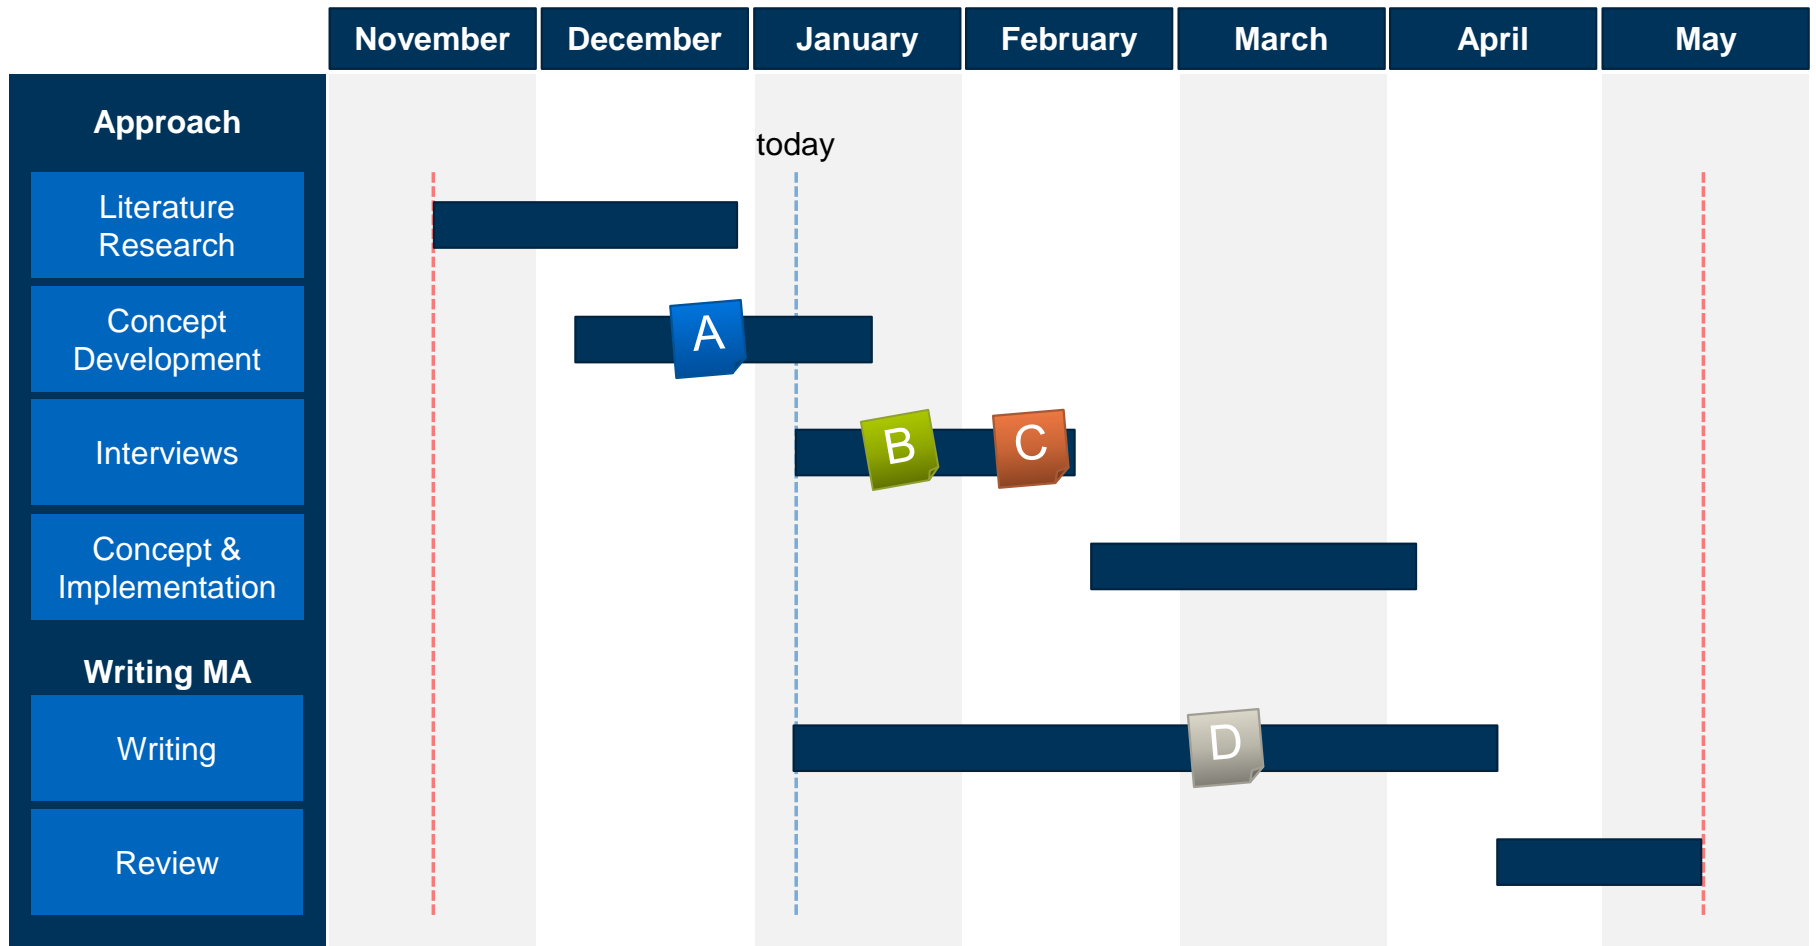 November
December
January
February
March
April
May
Approach
today
Literature
Research
Concept
Development
A
Interviews
B
C
Concept &
Implementation
Writing MA
Writing
D
Review